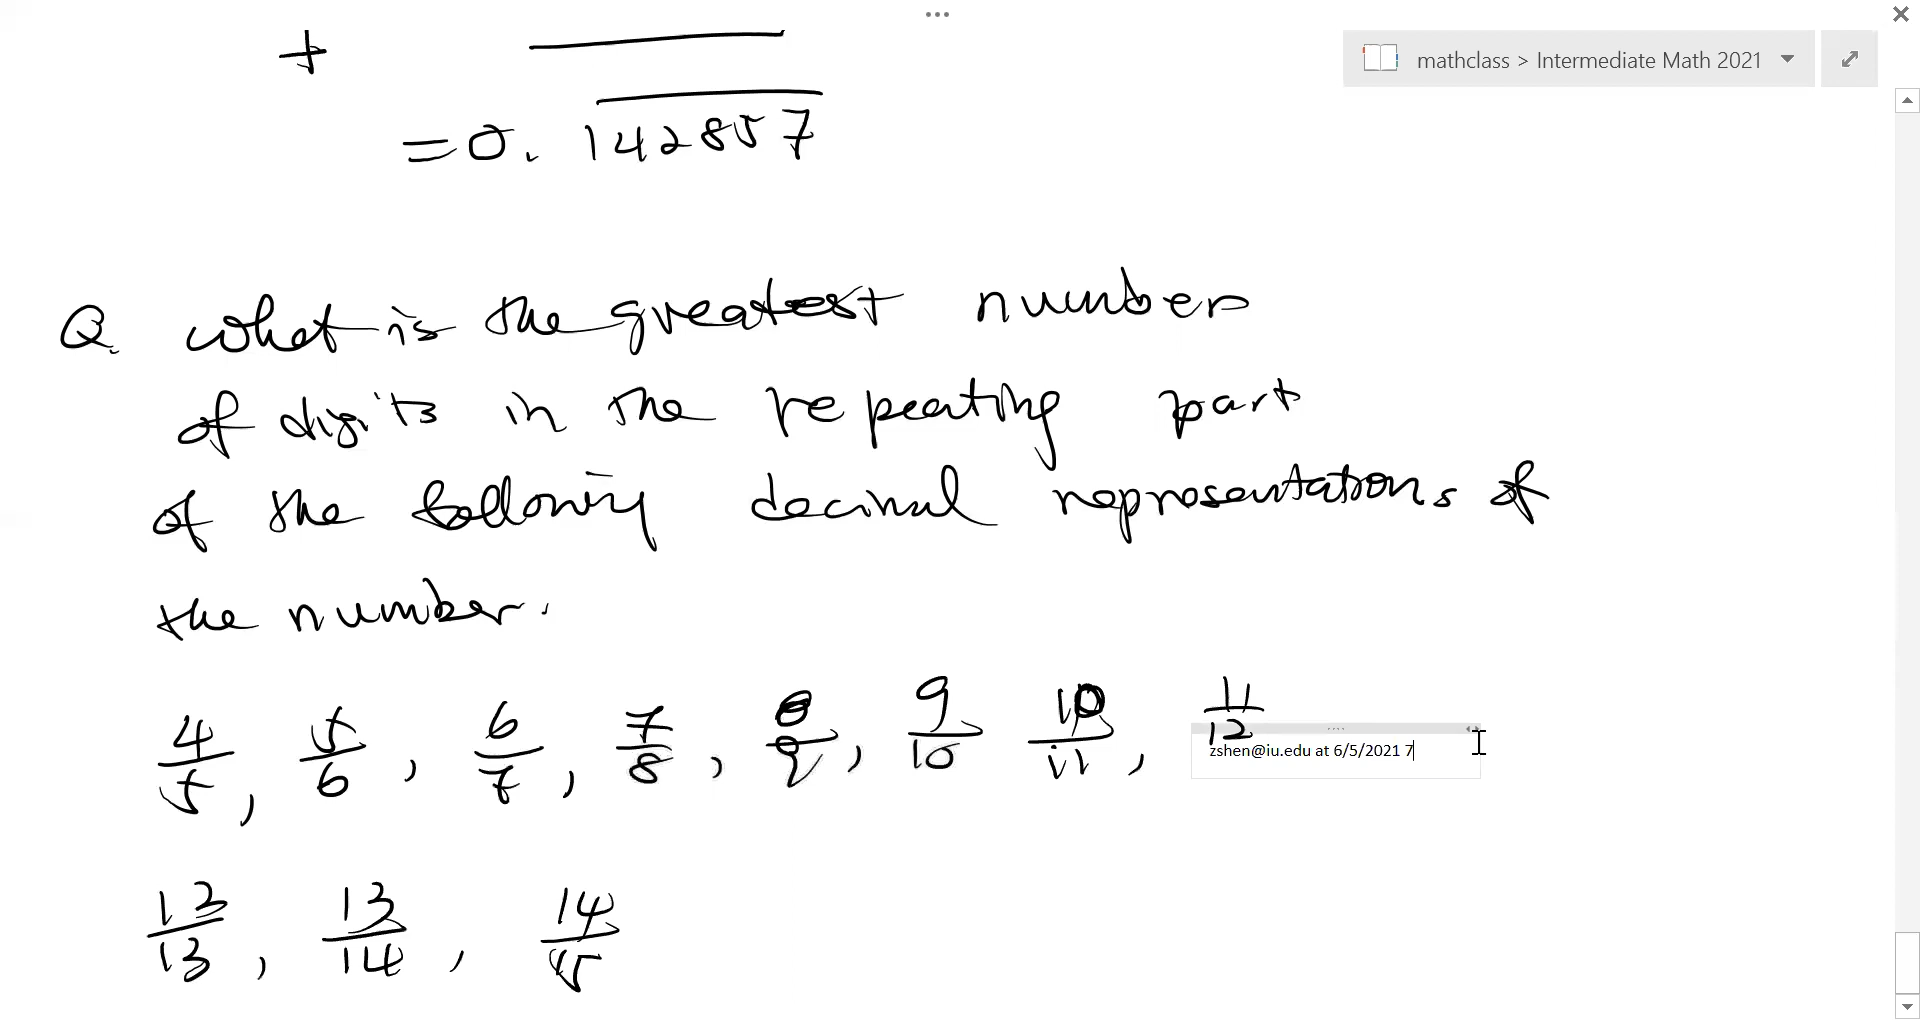 mathclass > Intermediate Math 2021
+
=0.142857
Q. what is the greatest number
of digits in the repeating part
of the following decimal representations of
the number.
4/5, 5/6, 6/7, 7/8, 8/9, 9/10 10/11, 11/12
zshen@iu.edu at 6/5/2021 7
12/13, 13/14, 14/15